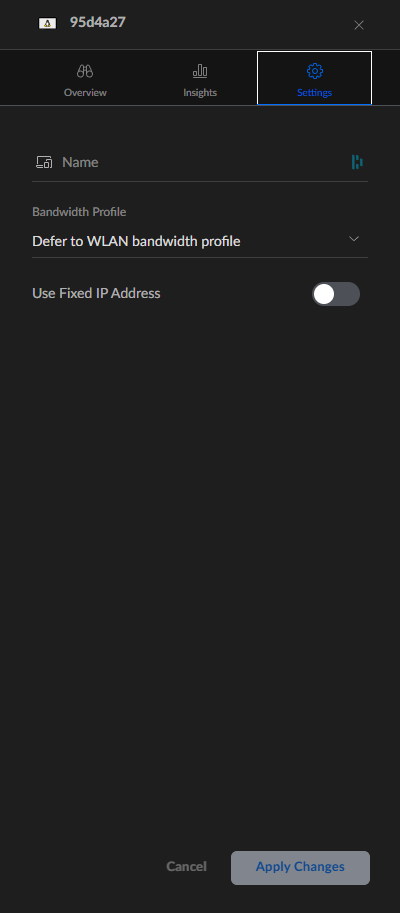 95d4a27
Overview Insights Settings
Name
Bandwidth Profile
Defer to WLAN bandwidth profile
Use Fixed IP Address
Cancel Apply Changes